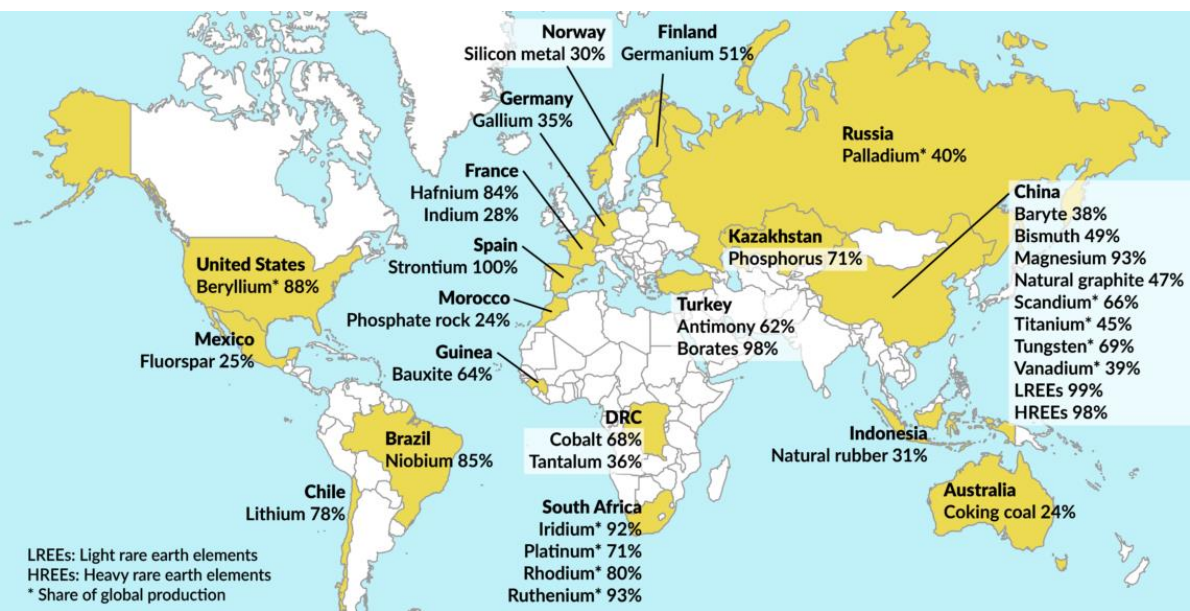 Norway
Silicon metal 30%
Finland
Germanium 51%
Germany
Gallium 35%
France
Hafnium 84%
Indium 28%
Spain
Strontium 100%
Morocco
Phosphate rock 24%
Guinea
Bauxite 64%
United States
Beryllium* 88%
Mexico
Fluorspar 25%
Brazil
Niobium 85%
Chile
Lithium 78%
Russia
Palladium* 40%
Kazakhstan
Phosphorus 71%
Turkey
Antimony 62%
Borates 98%
China
Baryte 38%
Bismuth 49%
Magnesium 93%
Natural graphite 47%
Scandium* 66%
Titanium* 45%
Tungsten* 69%
Vanadium* 39%
LREEs 99%
HREEs 98%
DRC
Cobalt 68%
Tantalum 36%
South Africa
Iridium* 92%
Platinum* 71%
Rhodium* 80%
Ruthenium* 93%
Indonesia
Natural rubber 31%
Australia
Coking coal 24%
LREEs: Light rare earth elements
HREEs: Heavy rare earth elements
* Share of global production